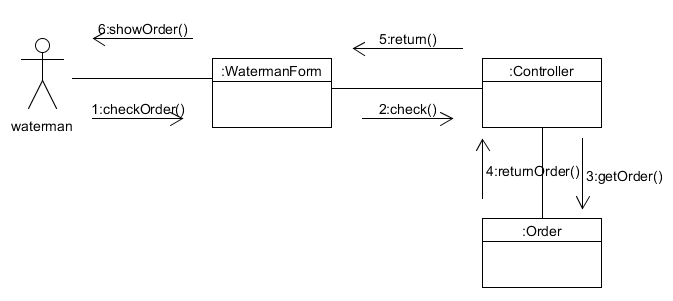 6:showOrder()
5:return()
:WatermanForm
:Controller
1:checkOrder()
2:check()
waterman
4:returnOrder()
3:getOrder()
:Order